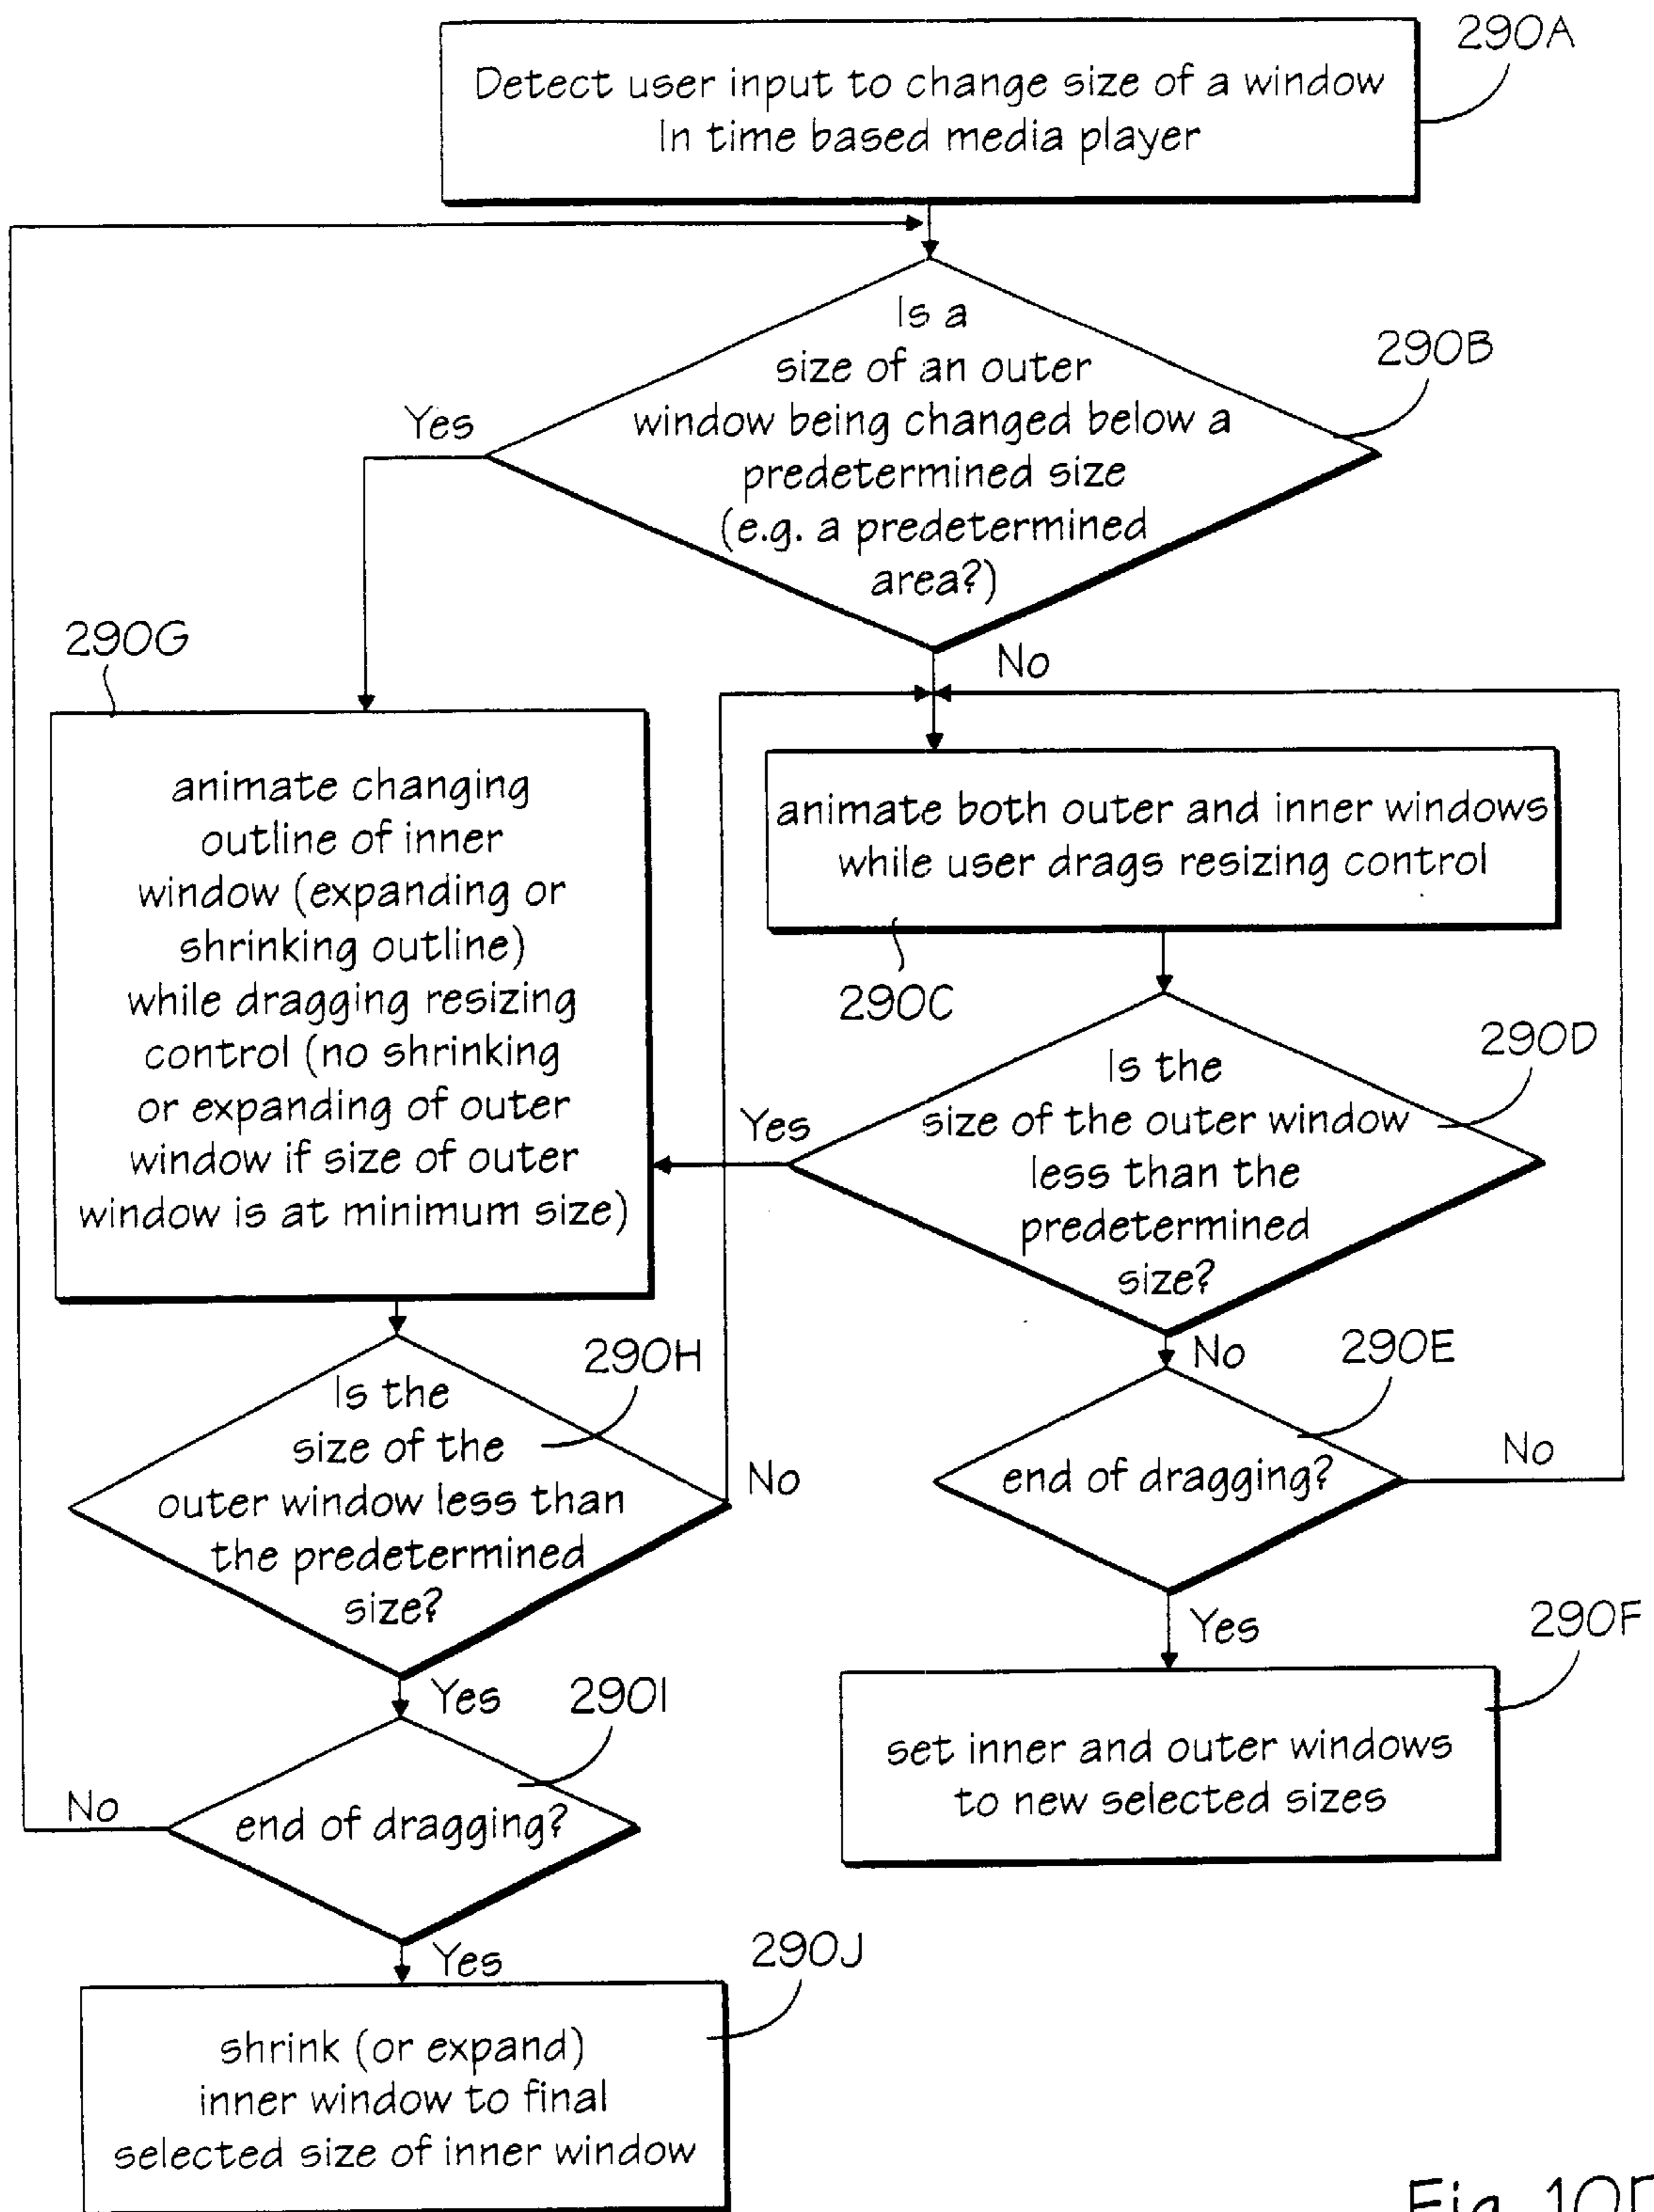 290A
Detect user input to change size of a window
In time based media player
Is a
size of an outer
window being changed below a
predetermined size
(e.g. a predetermined
area?)
290B
Yes
No
290G
animate changing
outline of inner
window (expanding or
shrinking outline)
while dragging resizing
control (no shrinking
or expanding of outer
window if size of outer
window is at minimum size)
animate both outer and inner windows
while user drags resizing control
290C
290D
Is the
size of the outer window
less than the
predetermined
size?
Yes
No
290E
end of dragging?
No
Yes
290F
set inner and outer windows
to new selected sizes
290H
Is the
size of the
outer window less than
the predetermined
size?
No
Yes
290I
end of dragging?
No
Yes
290J
shrink (or expand)
inner window to final
selected size of inner window
Fig.